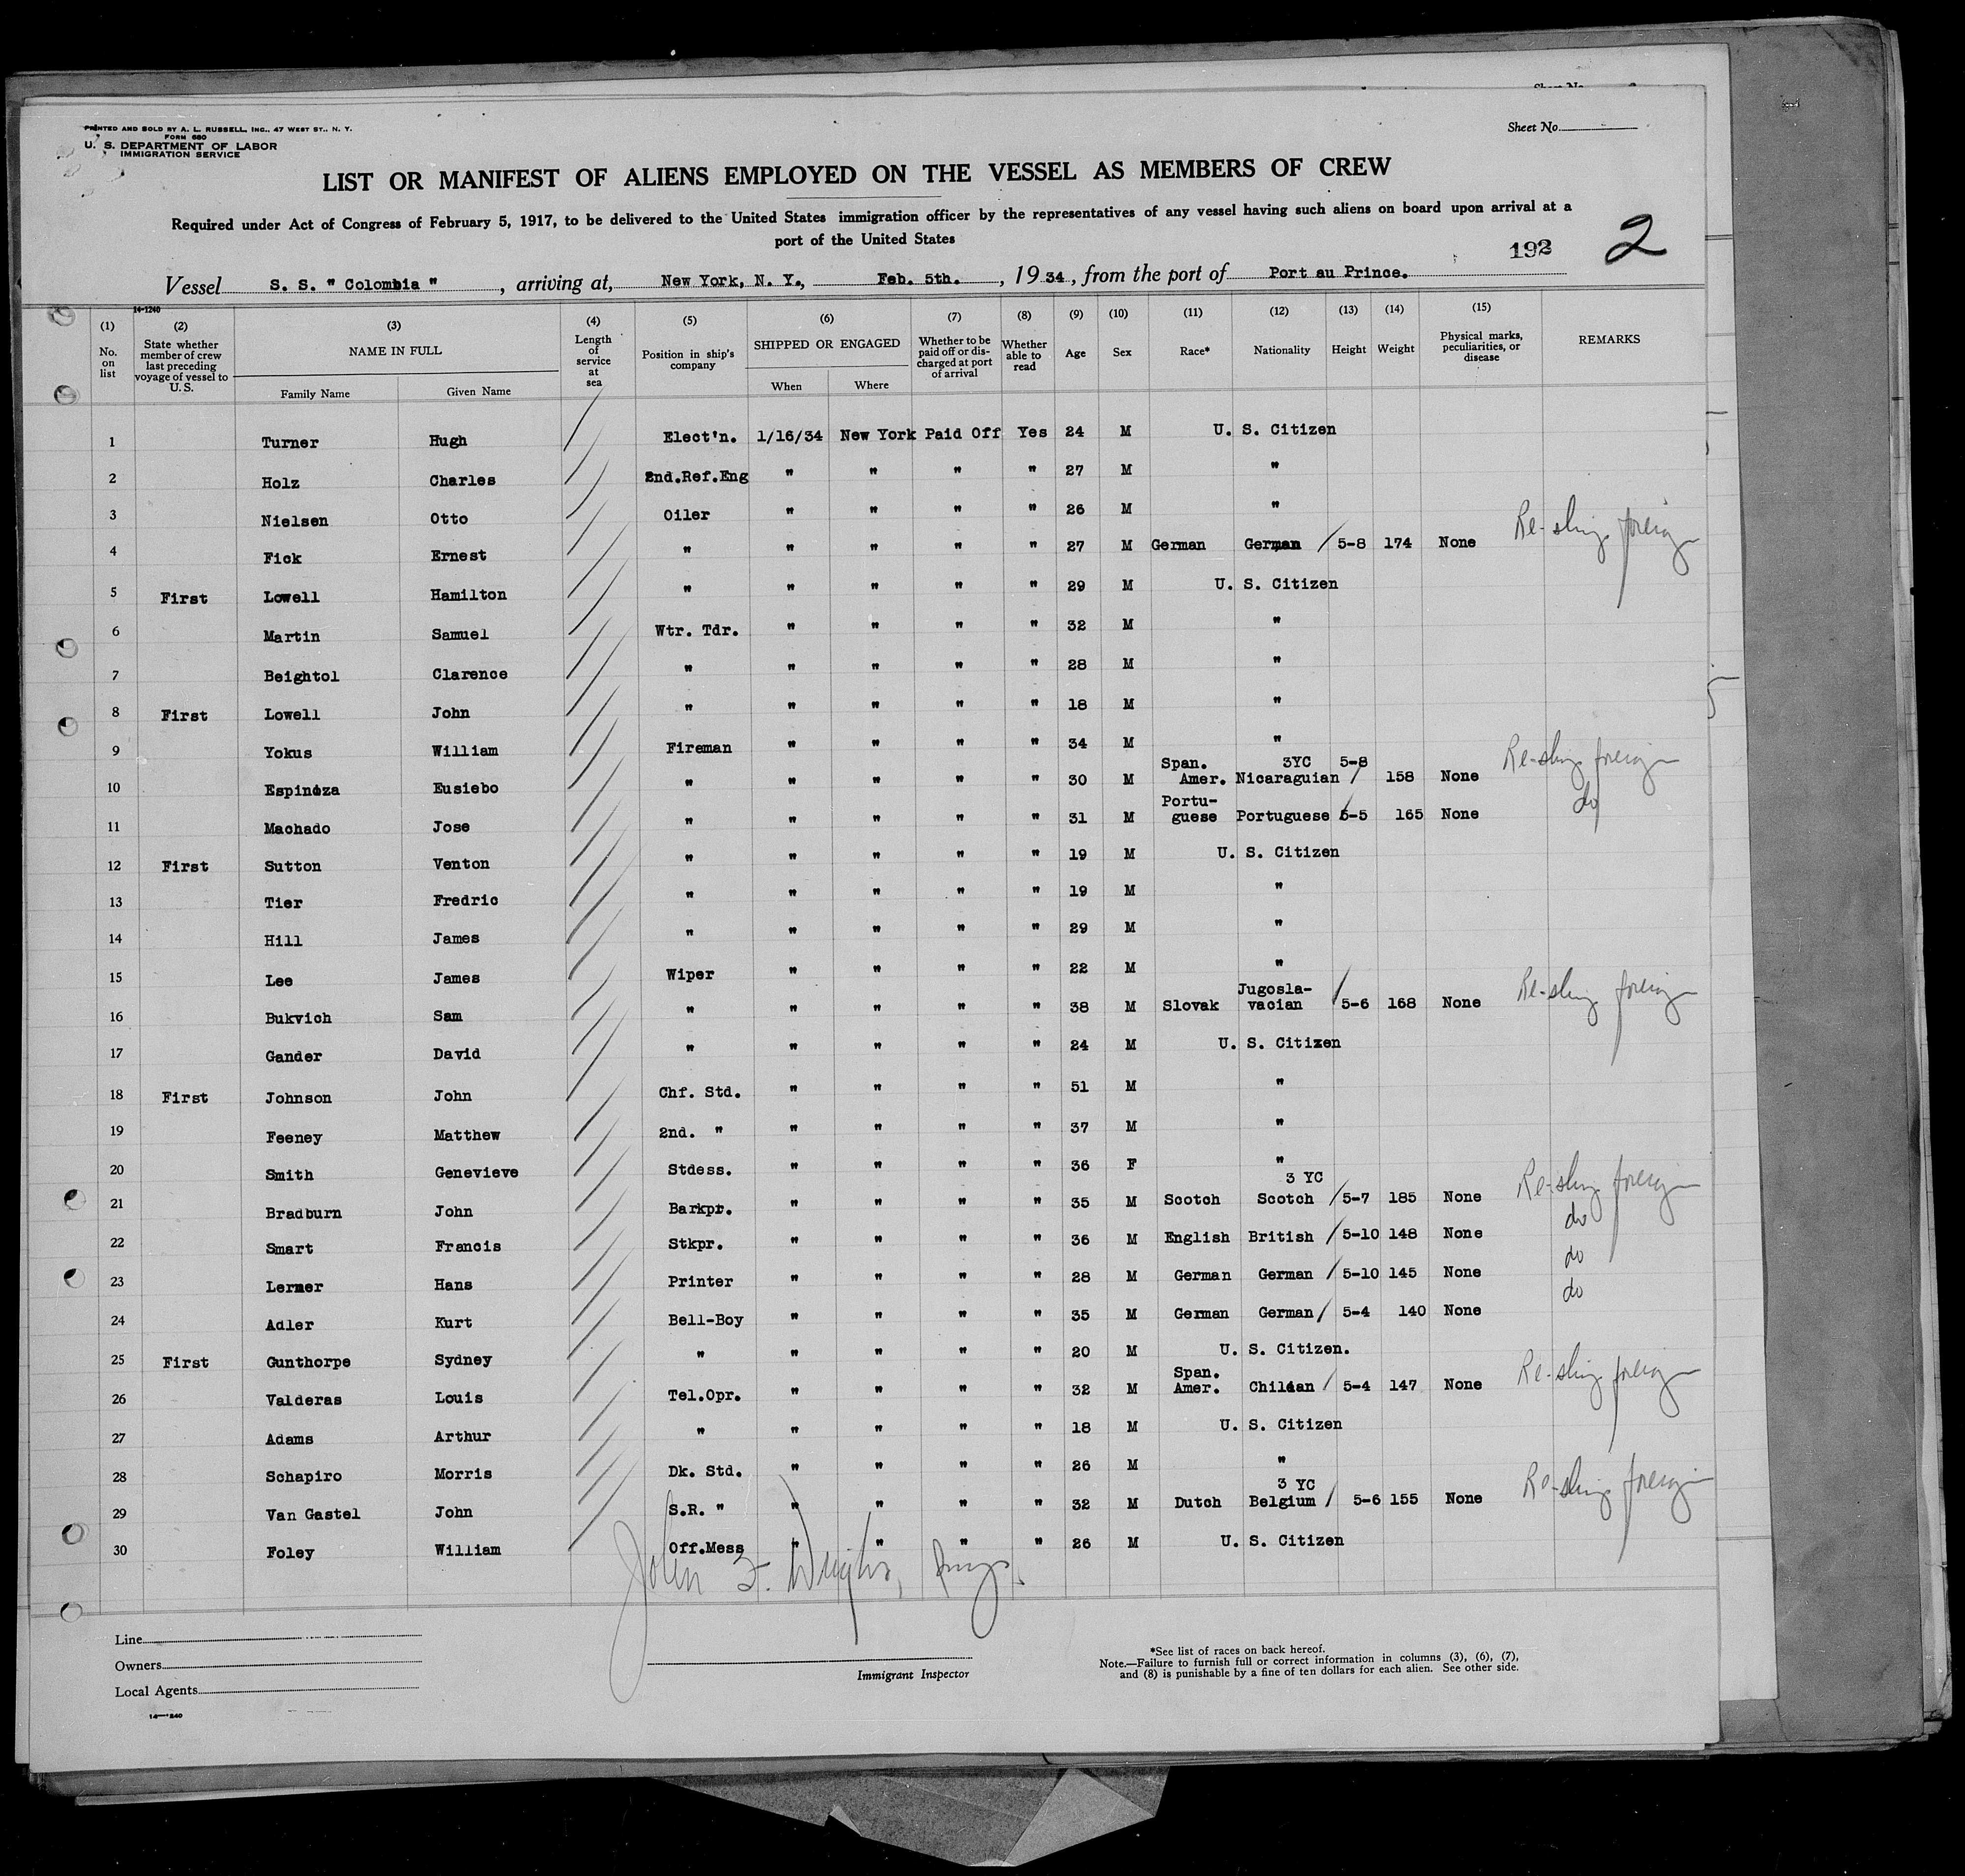 Sheet No.
PRINTED AND SOLD BY A. L. RUSSELL, INC., 47 WEST ST., N. Y.
FORM 680
U. S. DEPARTMENT OF LABOR
IMMIGRATION SERVICE
LIST OR MANIFEST OF ALIENS EMPLOYED ON THE VESSEL AS MEMBERS OF CREW
Required under Act of Congress of February 5, 1917, to be delivered to the United States immigration officer by the representatives of any vessel having such aliens on board upon arrival at a
port of the United States
192 2
Vessel S. S. " Colombia " , arriving at, New York, N. Y., Feb. 5th. , 19 34 , from the port of Port au Prince.
14-1240
(1) (2) (3) (4) (5) (6) (7) (8) (9) (10) (11) (12) (13) (14) (15)
No. on list State whether member of crew last preceding voyage of vessel to U. S. NAME IN FULL Length of service at sea Position in ship's company SHIPPED OR ENGAGED Whether to be paid off or discharged at port of arrival Whether able to read Age Sex Race* Nationality Height Weight Physical marks, peculiarities, or disease REMARKS
Family Name Given Name When Where
1 Turner Hugh Elect'n. 1/16/34 New York Paid Off Yes 24 M U. S. Citizen
2 Holz Charles 2nd.Ref.Eng " " " " 27 M "
3 Nielsen Otto Oiler " " " " 26 M "
4 Fick Ernest " " " " " 27 M German German / 5-8 174 None Re-ship foreign
5 First Lowell Hamilton " " " " " 29 M U. S. Citizen
6 Martin Samuel Wtr. Tdr. " " " " 32 M "
7 Beightol Clarence " " " " " 28 M "
8 First Lowell John " " " " " 18 M "
9 Yokus William Fireman " " " " 34 M "
10 Espinoza Eusiebo " " " " " 30 M Span. Amer. 3YC Nicaraguian / 5-8 158 None Re-ship foreign
11 Machado Jose " " " " " 31 M Portu- guese Portuguese / 5-5 165 None do
12 First Sutton Venton " " " " " 19 M U. S. Citizen
13 Tier Fredric " " " " " 19 M "
14 Hill James " " " " " 29 M "
15 Lee James Wiper " " " " 22 M "
16 Bukvich Sam " " " " " 38 M Slovak Jugosla- vacian / 5-6 168 None Re-ship foreign
17 Gander David " " " " " 24 M U. S. Citizen
18 First Johnson John Chf. Std. " " " " 51 M "
19 Feeney Matthew 2nd. " " " " " 37 M "
20 Smith Genevieve Stdess. " " " " 36 F "
21 Bradburn John Barkpr. " " " " 35 M Scotch 3 YC Scotch / 5-7 185 None Re-ship foreign
22 Smart Francis Stkpr. " " " " 36 M English British / 5-10 148 None do
23 Lermer Hans Printer " " " " 28 M German German / 5-10 145 None do
24 Adler Kurt Bell-Boy " " " " 35 M German German / 5-4 140 None do
25 First Gunthorpe Sydney " " " " " 20 M U. S. Citizen.
26 Valderas Louis Tel.Opr. " " " " 32 M Span. Amer. Chilian / 5-4 147 None Re-ship foreign
27 Adams Arthur " " " " " 18 M U. S. Citizen
28 Schapiro Morris Dk. Std. " " " " 26 M "
29 Van Gastel John S.R. " " " " " 32 M Dutch 3 YC Belgium / 5-6 155 None Re-ship foreign
30 Foley William Off.Mess " " " " 26 M U. S. Citizen
John F.
Line
Owners
Local Agents
14-1240
Immigrant Inspector
*See list of races on back hereof.
Note.—Failure to furnish full or correct information in columns (3), (6), (7),
and (8) is punishable by a fine of ten dollars for each alien. See other side.